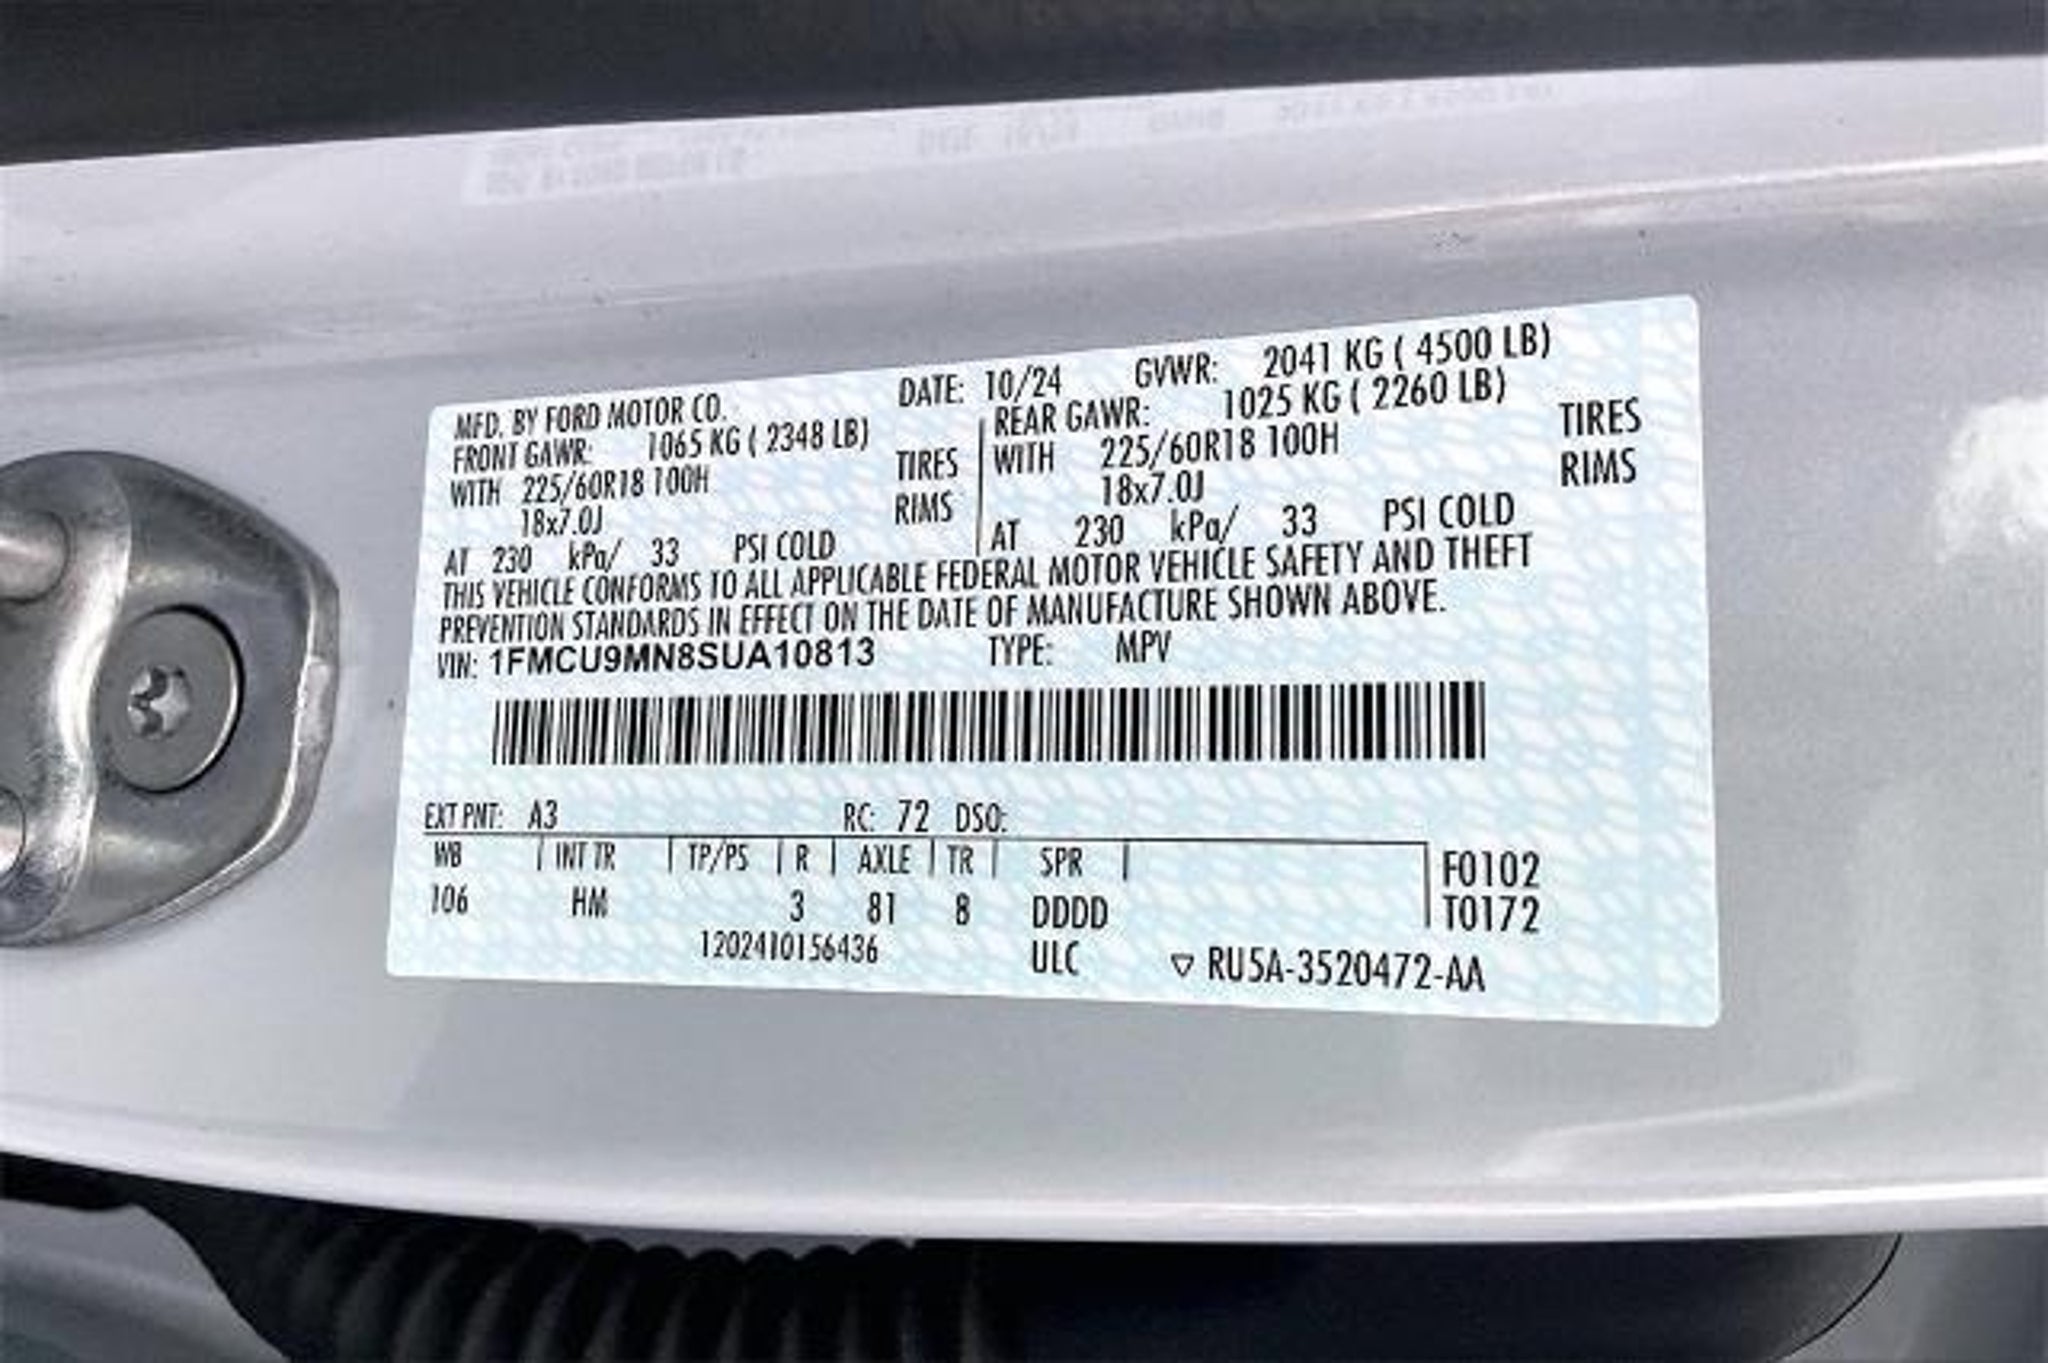 MFD. BY FORD MOTOR CO. DATE: 10/24 GVWR: 2041 KG ( 4500 LB)
FRONT GAWR: 1065 KG ( 2348 LB) REAR GAWR: 1025 KG ( 2260 LB)
WITH 225/60R18 100H TIRES WITH 225/60R18 100H TIRES
18x7.0J RIMS 18x7.0J RIMS
AT 230 kPa/ 33 PSI COLD AT 230 kPa/ 33 PSI COLD
THIS VEHICLE CONFORMS TO ALL APPLICABLE FEDERAL MOTOR VEHICLE SAFETY AND THEFT
PREVENTION STANDARDS IN EFFECT ON THE DATE OF MANUFACTURE SHOWN ABOVE.
VIN: 1FMCU9MN8SUA10813 TYPE: MPV
EXT PNT: A3 RC: 72 DSO:
WB INT TR TP/PS R AXLE TR SPR F0102
106 HM 3 81 8 DDDD T0172
1202410156436 ULC ▽ RU5A-3520472-AA